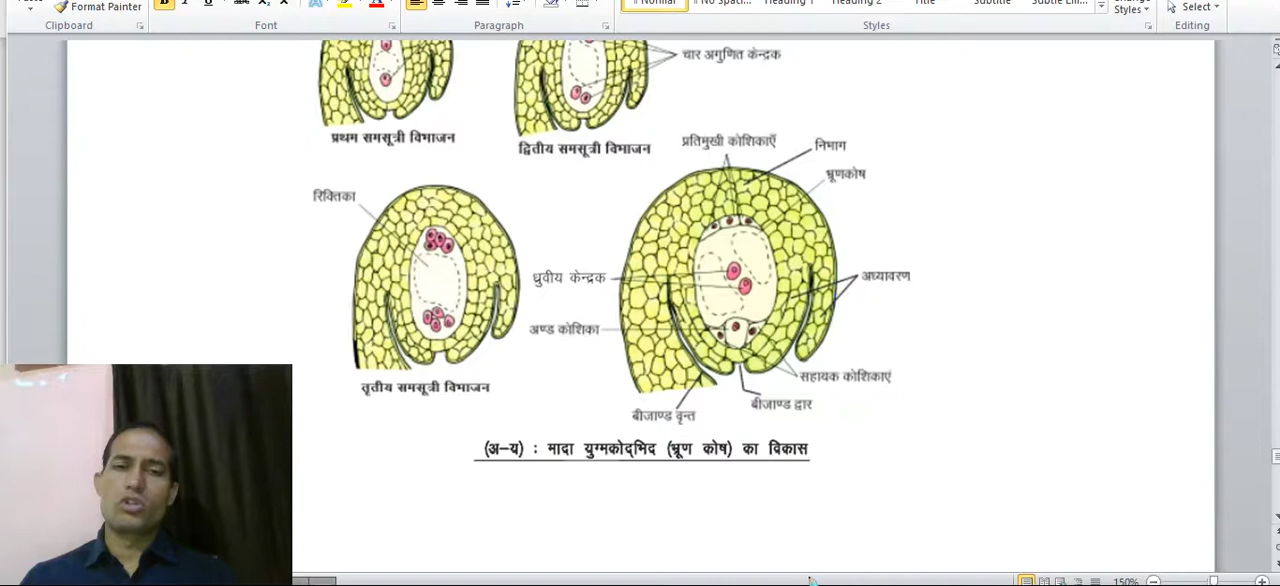 Format Painter
B
U
Normal
No Spaci...
Heading 1
Heading 2
Title
Subtitle
Subtle Em...
Change
Styles
Select
Clipboard
Font
Paragraph
Styles
Editing
चार अगुणित केन्द्रक
प्रथम समसूत्री विभाजन
द्वितीय समसूत्री विभाजन
प्रतिमुखी कोशिकाएँ
निभाग
भ्रूणकोष
रिक्तिका
ध्रुवीय केन्द्रक
अध्यावरण
अण्ड कोशिका
सहायक कोशिकाएं
तृतीय समसूत्री विभाजन
बीजाण्ड द्वार
बीजाण्ड वृन्त
(अ-य) : मादा युग्मकोद्भिद (भ्रूण कोष) का विकास
150%